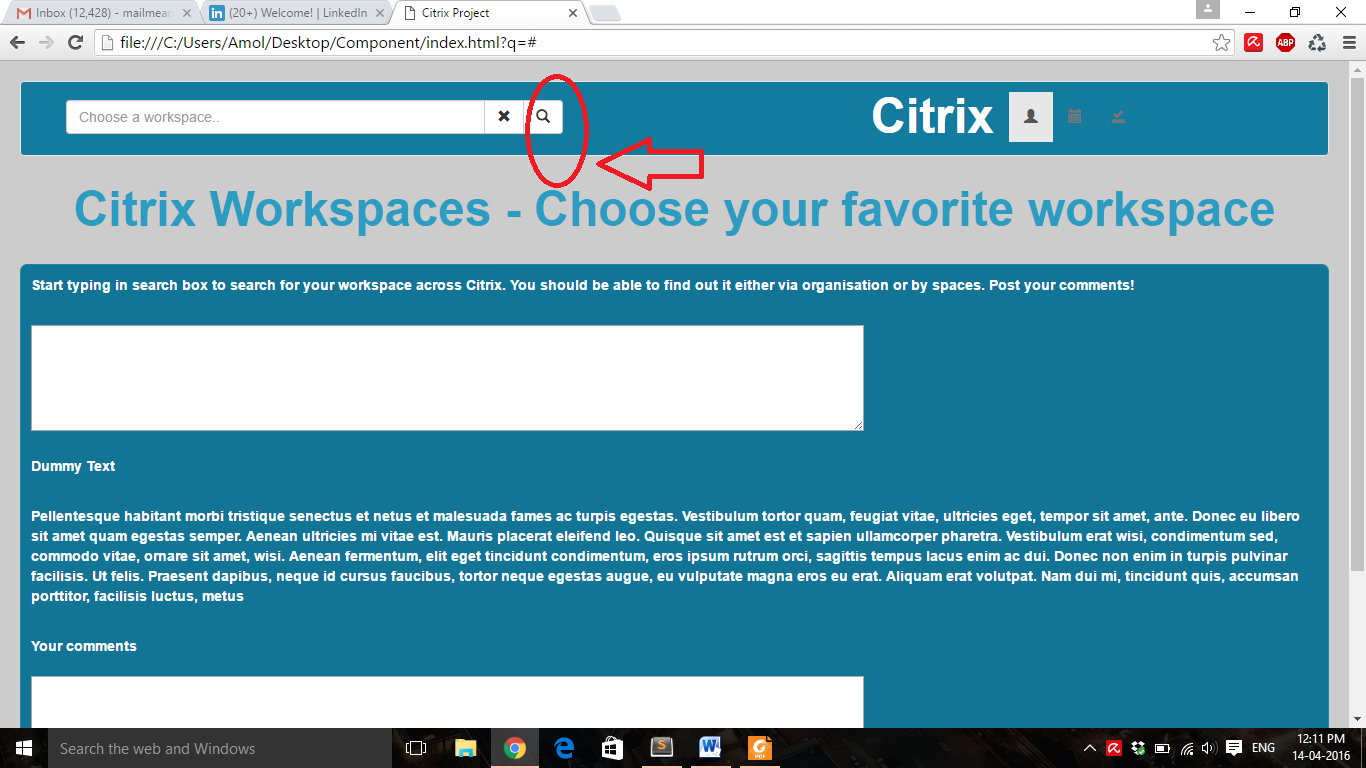 Inbox (12,428) - mailmean
(20+) Welcome! | LinkedIn
Citrix Project
file:///C:/Users/Amol/Desktop/Component/index.html?q=#
ABP
Choose a workspace..
Citrix
Citrix Workspaces - Choose your favorite workspace
Start typing in search box to search for your workspace across Citrix. You should be able to find out it either via organisation or by spaces. Post your comments!
Dummy Text
Pellentesque habitant morbi tristique senectus et netus et malesuada fames ac turpis egestas. Vestibulum tortor quam, feugiat vitae, ultricies eget, tempor sit amet, ante. Donec eu libero
sit amet quam egestas semper. Aenean ultricies mi vitae est. Mauris placerat eleifend leo. Quisque sit amet est et sapien ullamcorper pharetra. Vestibulum erat wisi, condimentum sed,
commodo vitae, ornare sit amet, wisi. Aenean fermentum, elit eget tincidunt condimentum, eros ipsum rutrum orci, sagittis tempus lacus enim ac dui. Donec non enim in turpis pulvinar
facilisis. Ut felis. Praesent dapibus, neque id cursus faucibus, tortor neque egestas augue, eu vulputate magna eros eu erat. Aliquam erat volutpat. Nam dui mi, tincidunt quis, accumsan
porttitor, facilisis luctus, metus
Your comments
Search the web and Windows
PDF
ENG
12:11 PM
14-04-2016